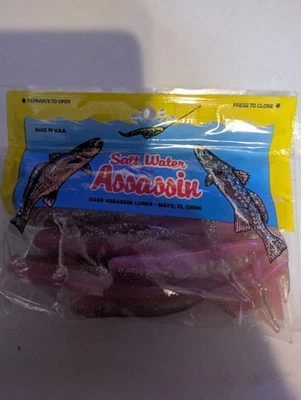 SEPARATE TO OPEN
PRESS TO CLOSE
MADE IN U.S.A.
Salt Water
Assassin
BASS ASSASSIN LURES • MAYO, FL 32066